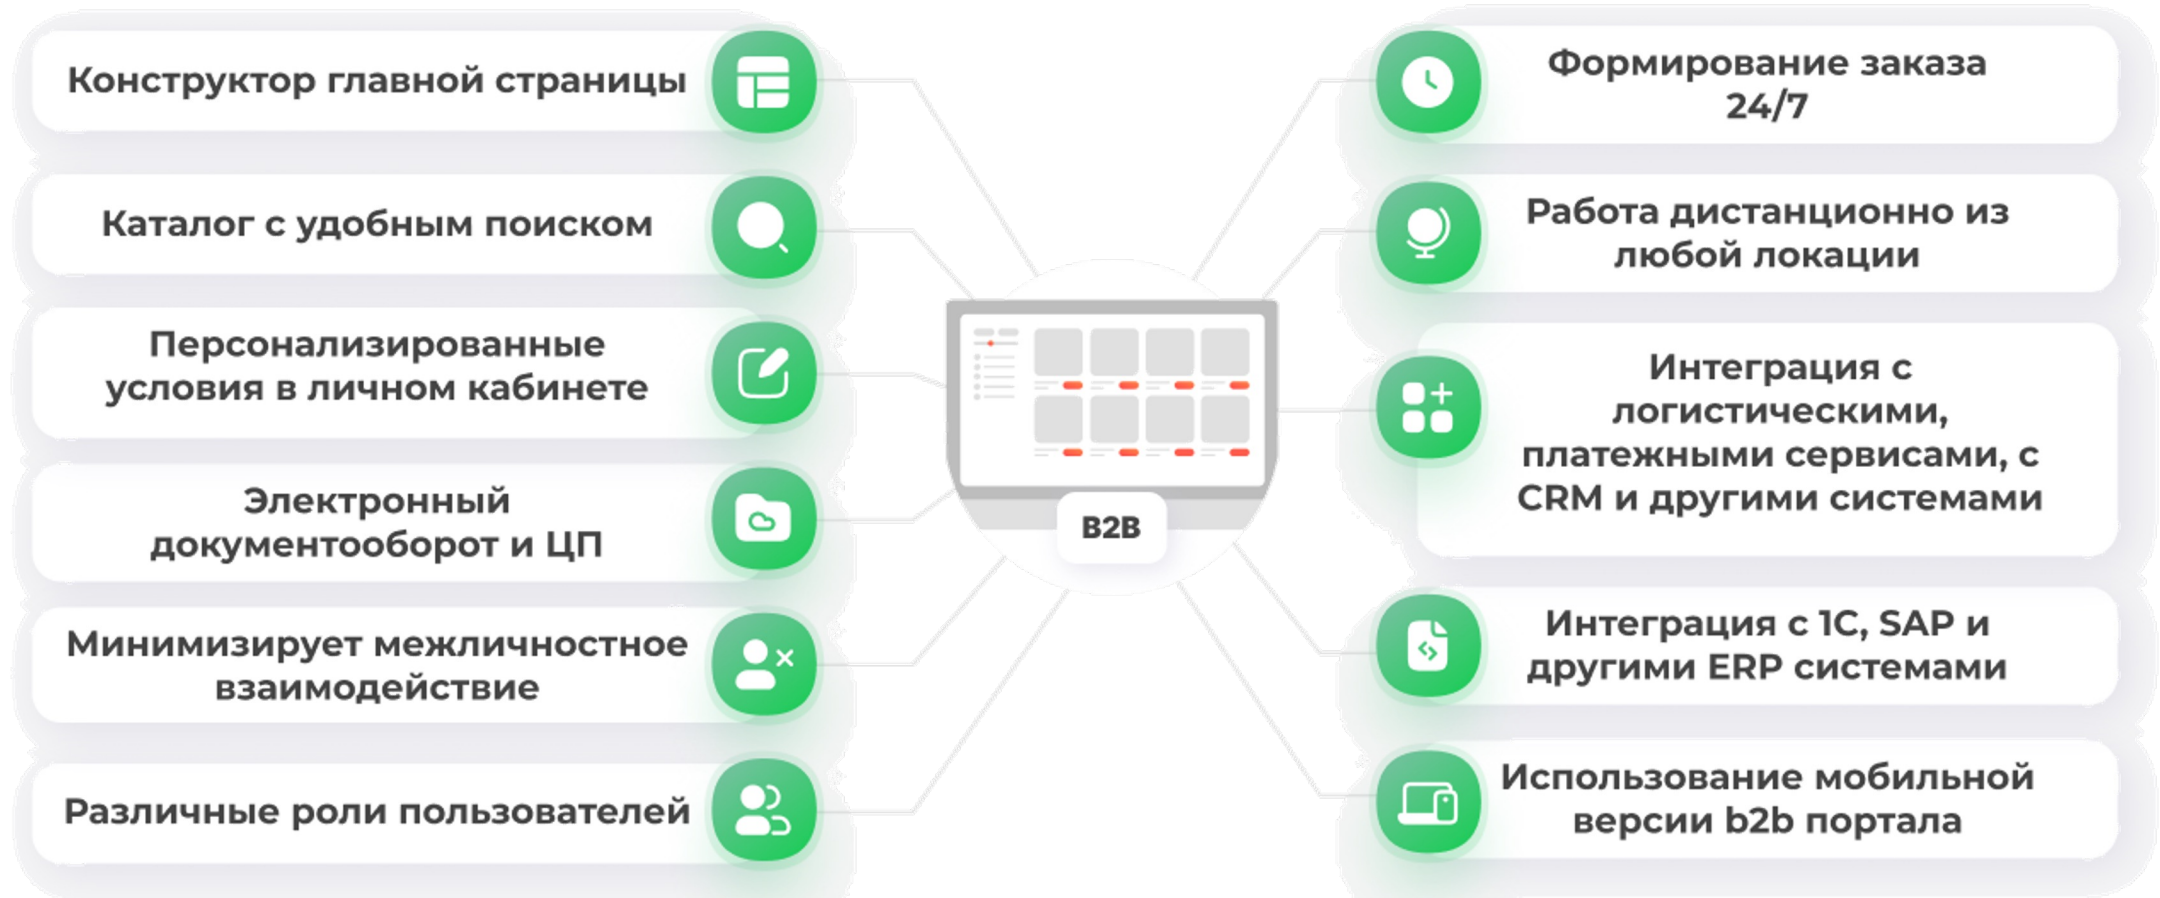 Конструктор главной страницы
Каталог с удобным поиском
Персонализированные
условия в личном кабинете
Электронный
документооборот и ЦП
Минимизирует межличностное
взаимодействие
Различные роли пользователей
B2B
Формирование заказа
24/7
Работа дистанционно из
любой локации
Интеграция с
логистическими,
платежными сервисами, с
CRM и другими системами
Интеграция с 1С, SAP и
другими ERP системами
Использование мобильной
версии b2b портала